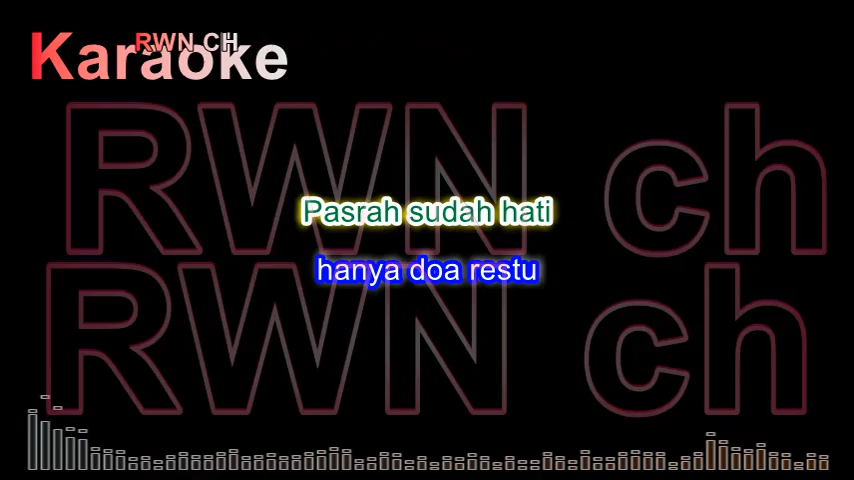 RWN CH
Karaoke
RWN ch
Pasrah sudah hati
hanya doa restu
RWN ch